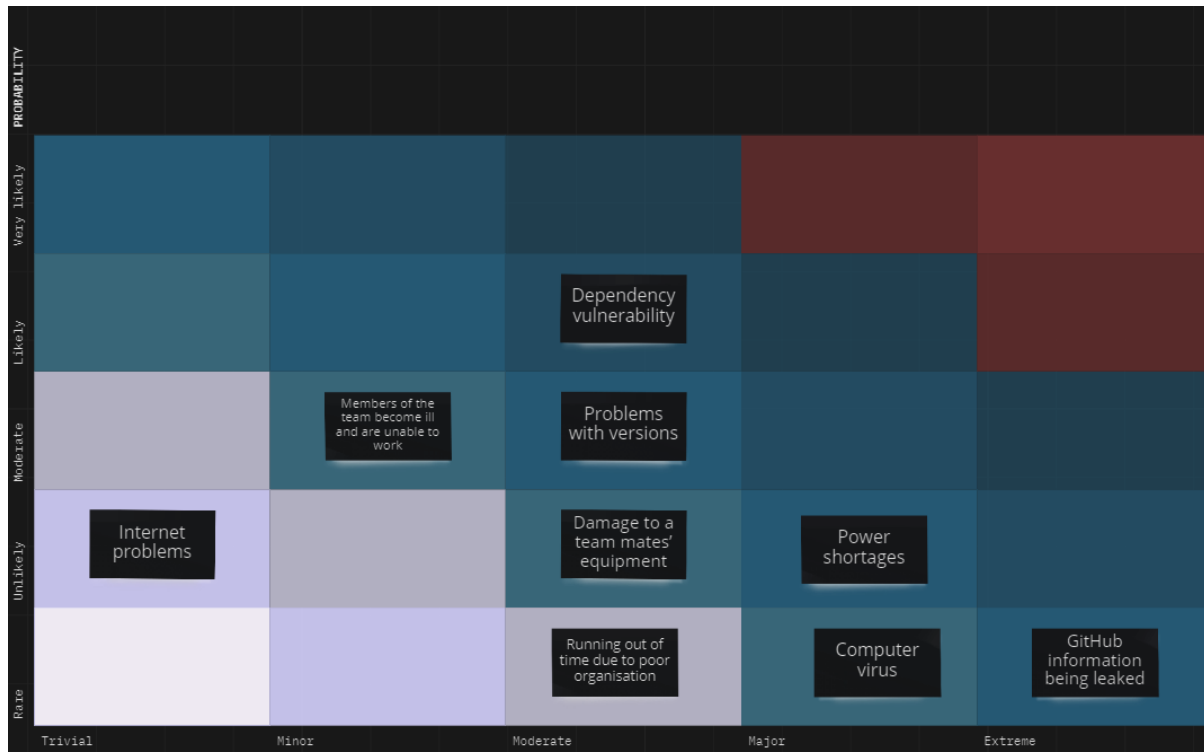 PROBABILITY
Very likely
Likely
Dependency
vulnerability
Moderate
Members of the
team become ill
and are unable to
work
Problems
with versions
Unlikely
Internet
problems
Damage to a
team mates’
equipment
Power
shortages
Rare
Running out of
time due to poor
organisation
Computer
virus
GitHub
information
being leaked
Trivial
Minor
Moderate
Major
Extreme